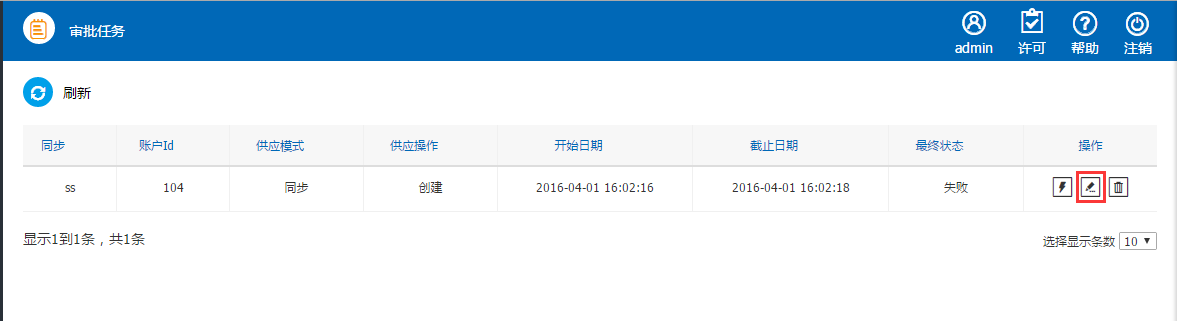 审批任务
admin 许可 帮助 注销
刷新
同步 账户Id 供应模式 供应操作 开始日期 截止日期 最终状态 操作
ss 104 同步 创建 2016-04-01 16:02:16 2016-04-01 16:02:18 失败
显示1到1条，共1条
选择显示条数 10